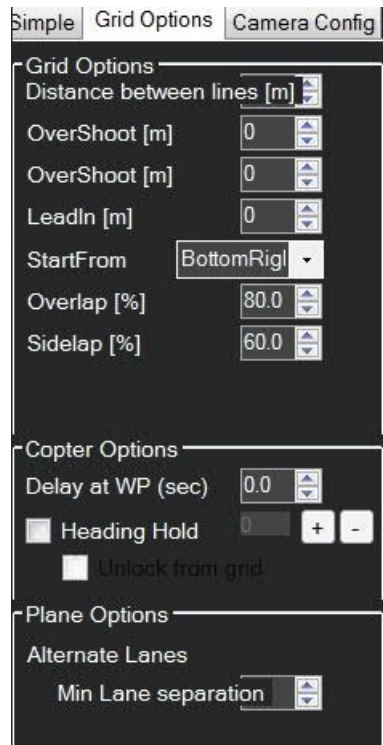 Simple Grid Options Camera Config
Grid Options
Distance between lines [m]
OverShoot [m] 0
OverShoot [m] 0
LeadIn [m] 0
StartFrom BottomRigl
Overlap [%] 80.0
Sidelap [%] 60.0
Copter Options
Delay at WP (sec) 0.0
Heading Hold 0 + -
Unlock from grid
Plane Options
Alternate Lanes
Min Lane separation